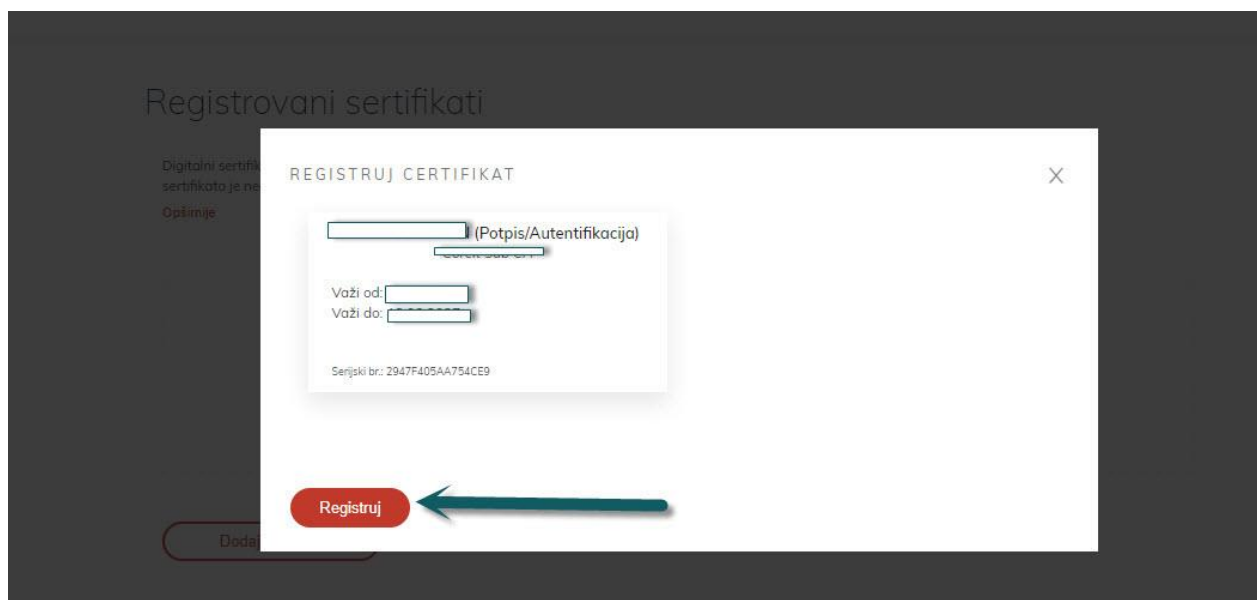 Registrovani sertifikati
Digitalni sertifik
sertifikata je ne
Opširnije
REGISTRUJ CERTIFIKAT
(Potpis/Autentifikacija)
Važi od:
Važi do:
Serijski br.: 2947F405AA754CE9
Registruj
Dodaj